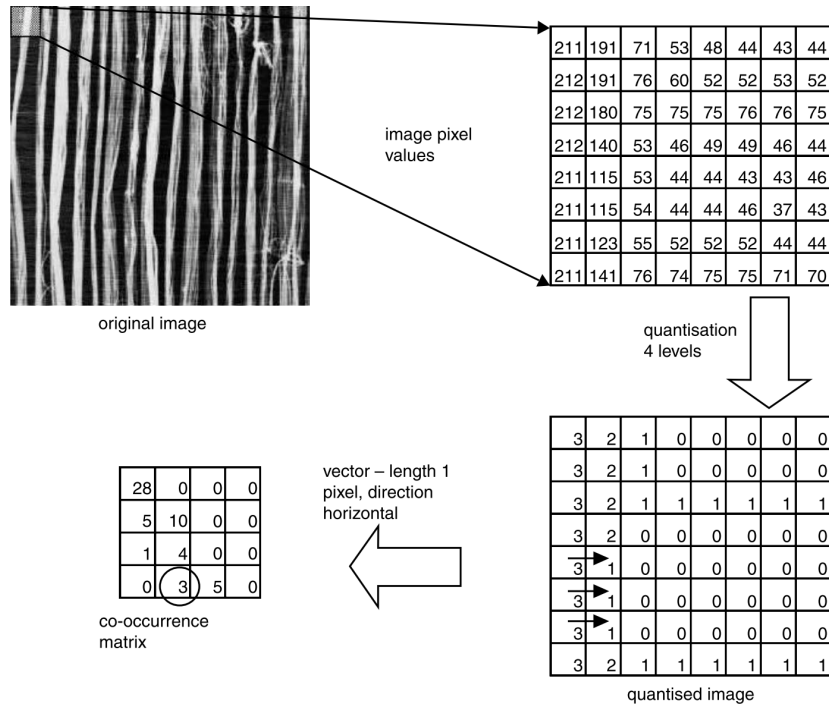 211 191 71 53 48 44 43 44
212 191 76 60 52 52 53 52
212 180 75 75 75 76 76 75
212 140 53 46 49 49 46 44
211 115 53 44 44 43 43 46
211 115 54 44 44 46 37 43
211 123 55 52 52 52 44 44
211 141 76 74 75 75 71 70
image pixel
values
original image
quantisation
4 levels
3 2 1 0 0 0 0 0
3 2 1 0 0 0 0 0
3 2 1 1 1 1 1 1
3 2 0 0 0 0 0 0
3 1 0 0 0 0 0 0
3 1 0 0 0 0 0 0
3 1 0 0 0 0 0 0
3 2 1 1 1 1 1 1
quantised image
vector – length 1
pixel, direction
horizontal
28 0 0 0
5 10 0 0
1 4 0 0
0 3 5 0
co-occurrence
matrix